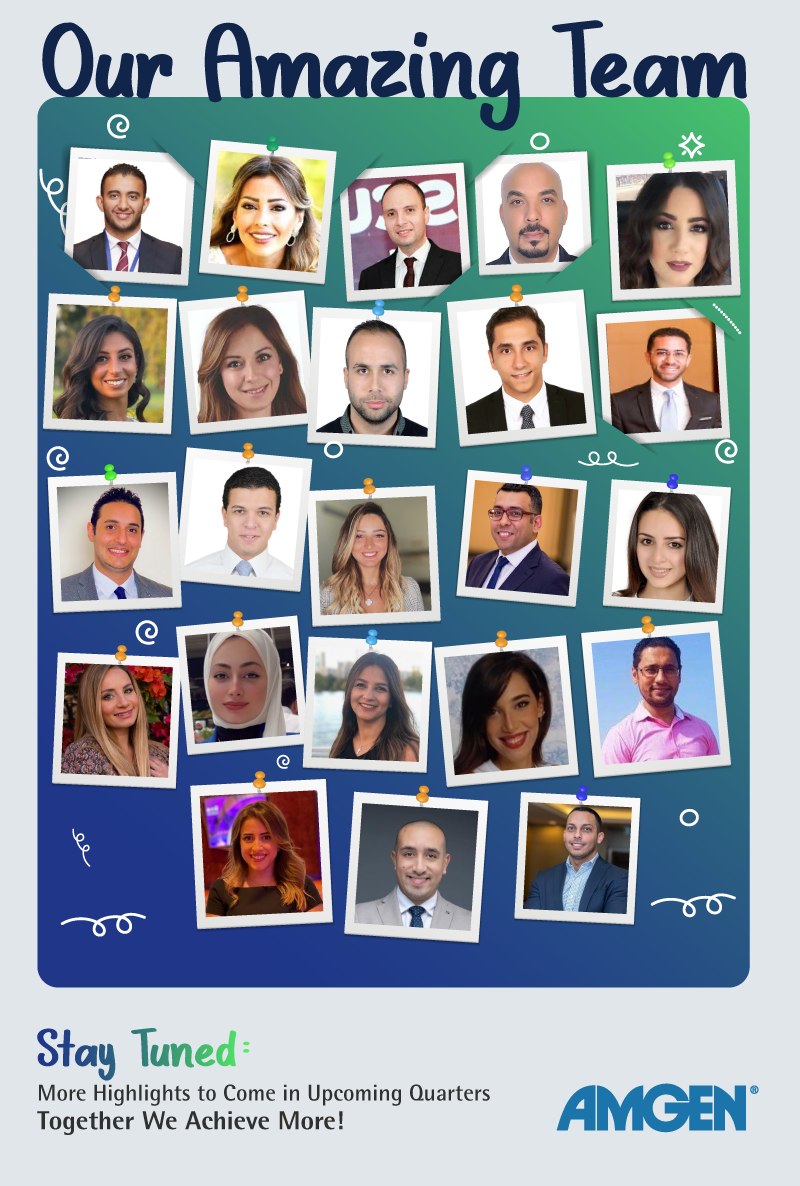 Our Amazing Team
Stay Tuned:
More Highlights to Come in Upcoming Quarters
Together We Achieve More!
AMGEN®